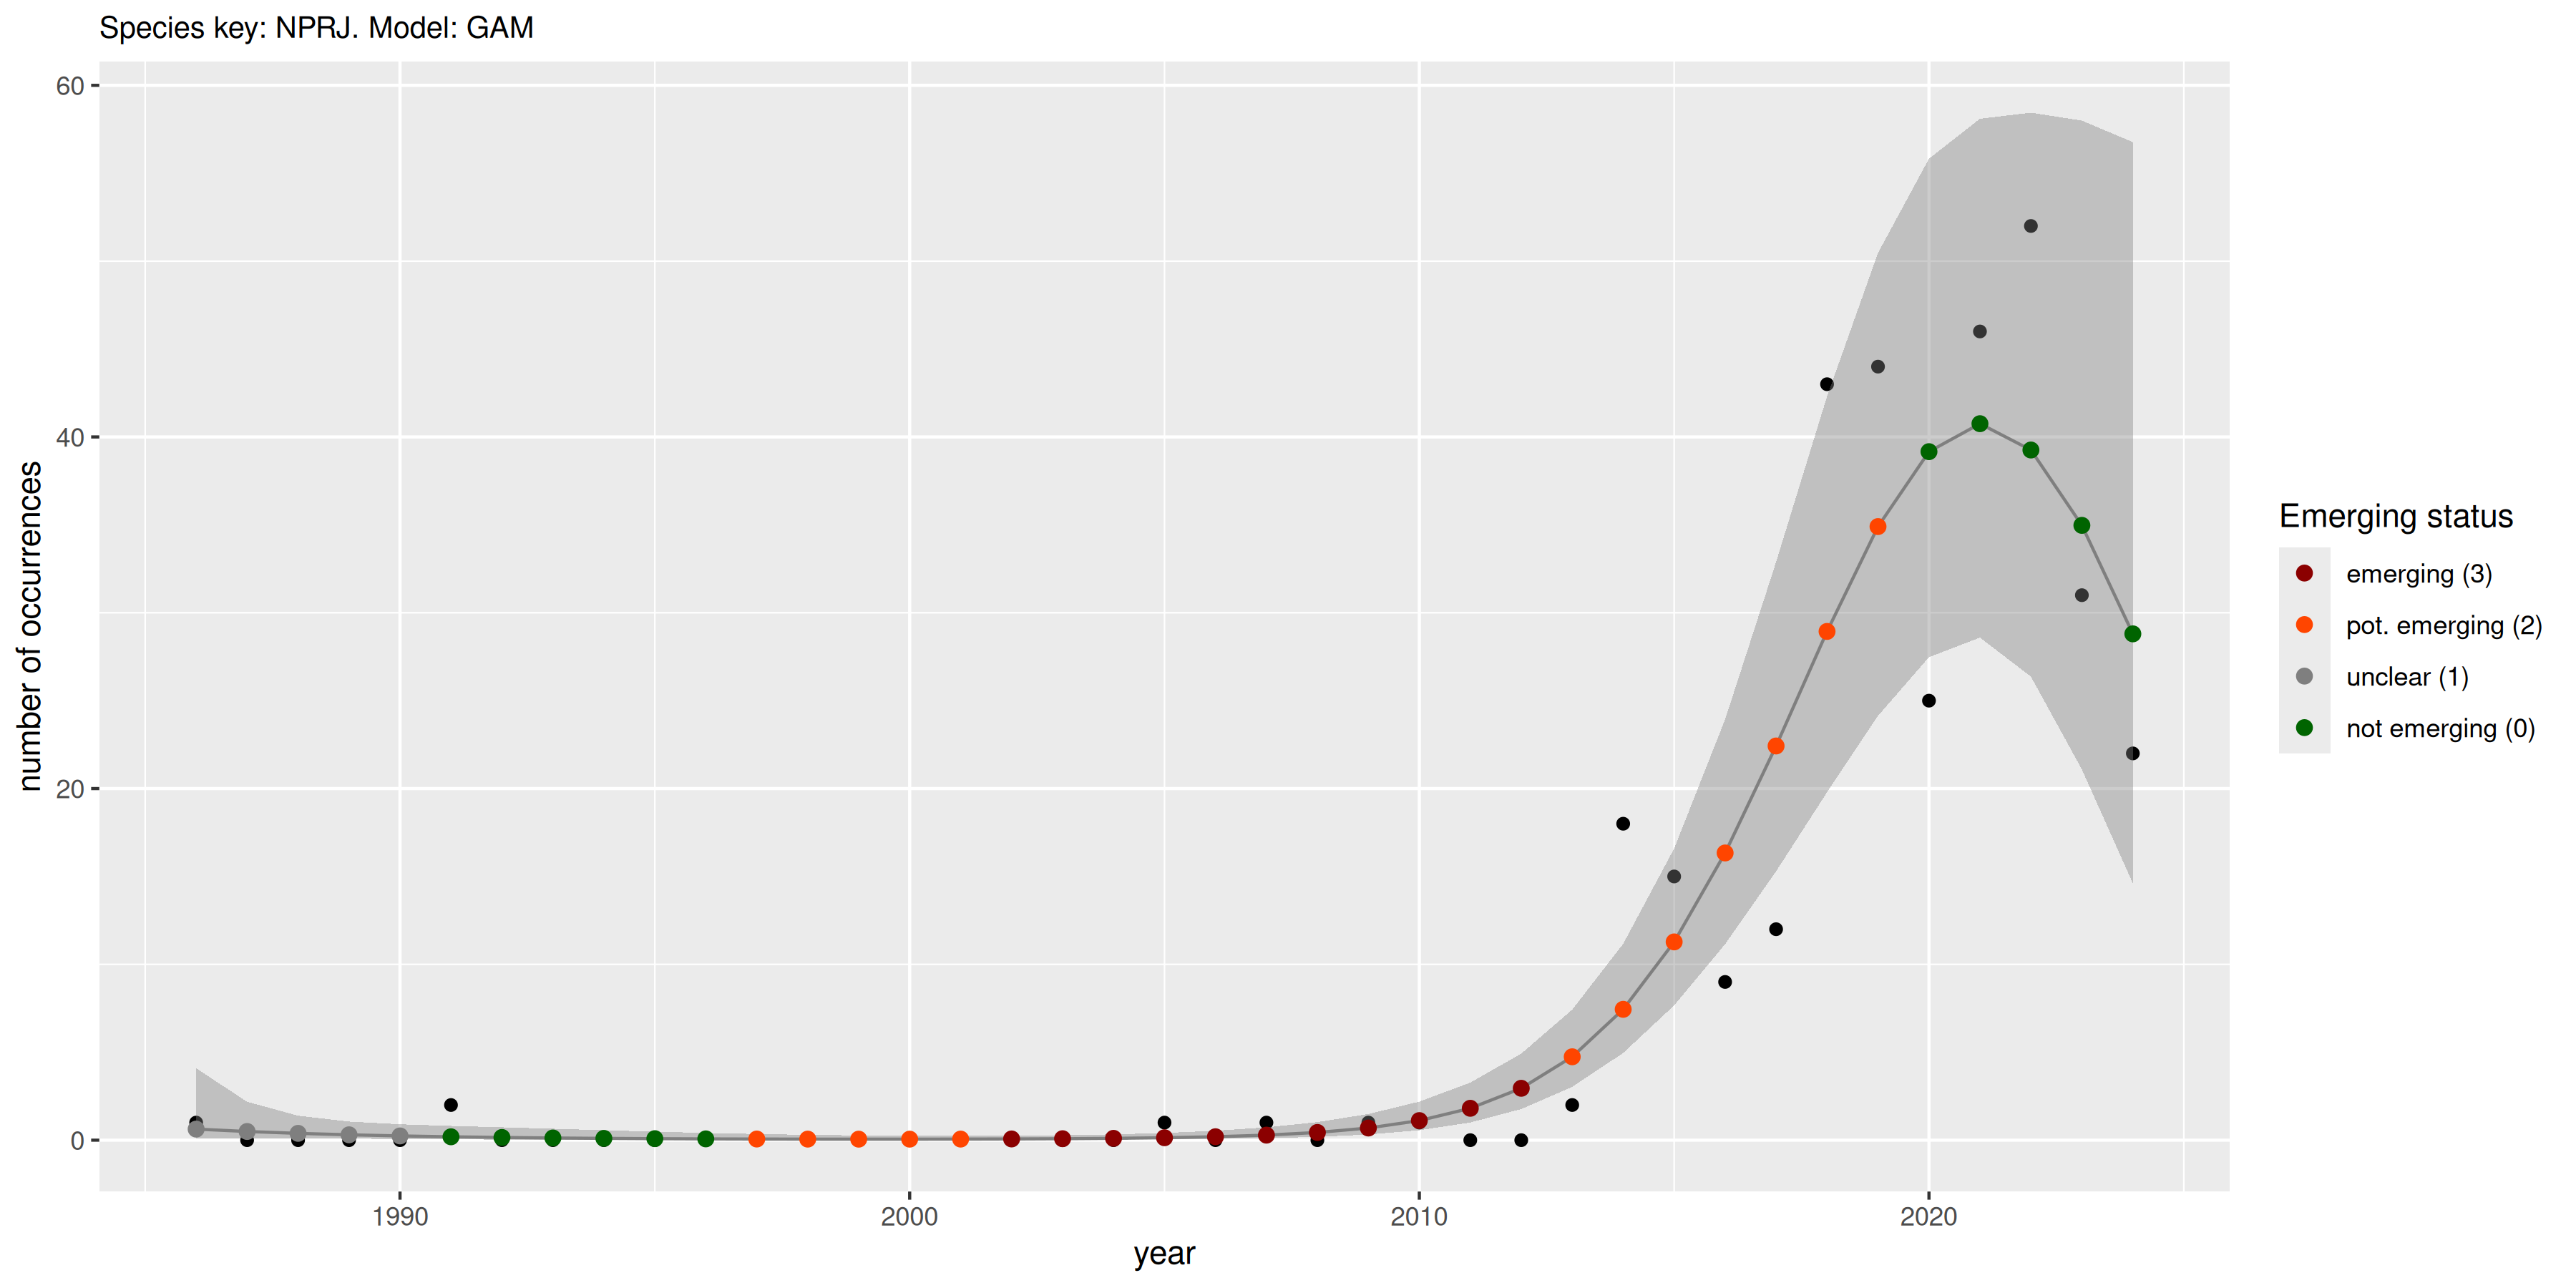 Species key: NPRJ. Model: GAM
60
40
20
0
number of occurrences
1990 2000 2010 2020
year
Emerging status
emerging (3)
pot. emerging (2)
unclear (1)
not emerging (0)